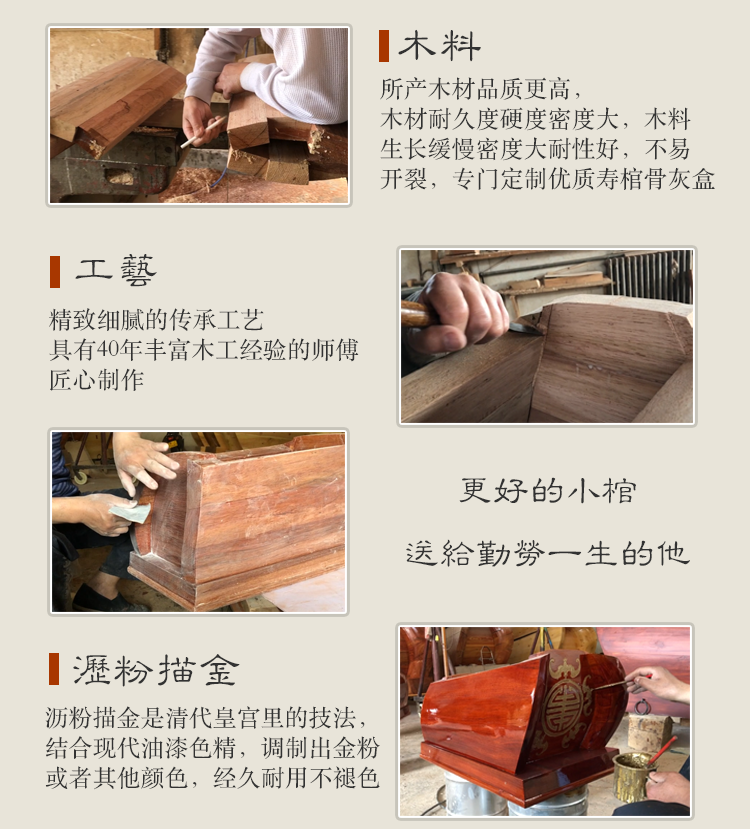 木料
所产木材品质更高，
木材耐久度硬度密度大，木料
生长缓慢密度大耐性好，不易
开裂，专门定制优质寿棺骨灰盒
工藝
精致细腻的传承工艺
具有40年丰富木工经验的师傅
匠心制作
更好的小棺
送給勤勞一生的他
瀝粉描金
沥粉描金是清代皇宫里的技法，
结合现代油漆色精，调制出金粉
或者其他颜色，经久耐用不褪色